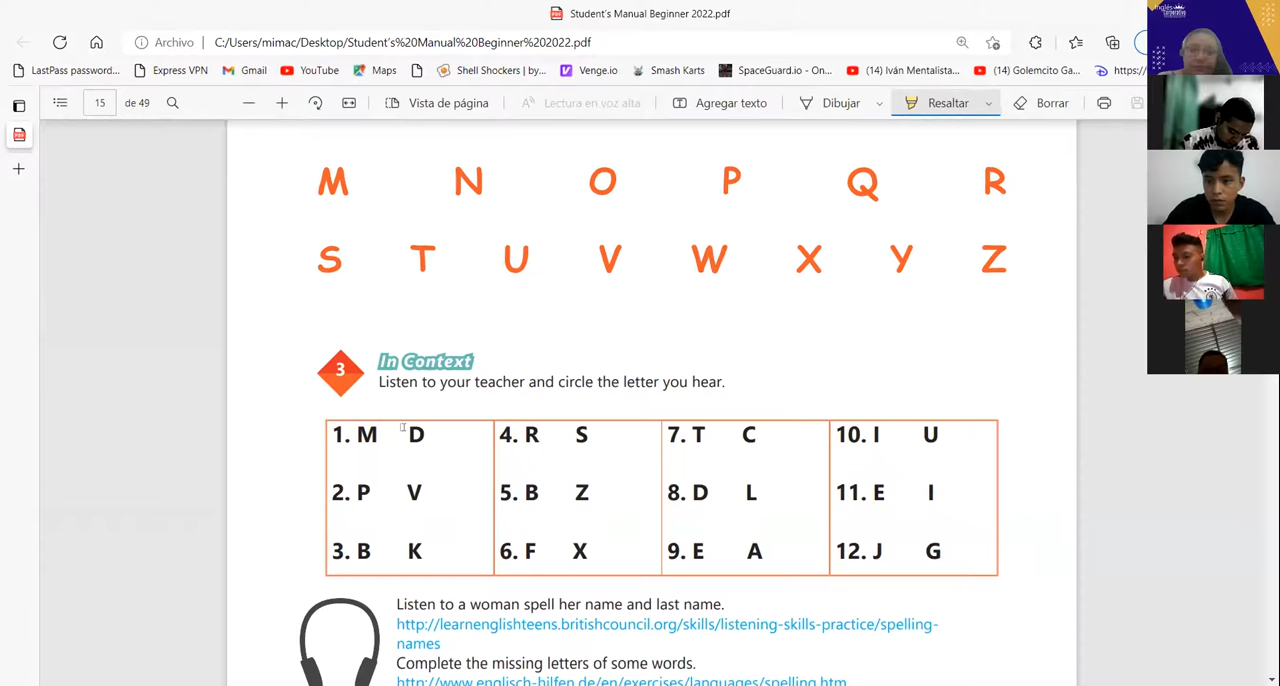 Student's Manual Beginner 2022.pdf
Archivo C:/Users/mimac/Desktop/Student's%20Manual%20Beginner%202022.pdf
LastPass password... Express VPN Gmail YouTube Maps Shell Shockers | by... Venge.io Smash Karts SpaceGuard.io - On... (14) Iván Mentalista... (14) Golemcito Ga... https:/
15 de 49 Vista de página Lectura en voz alta Agregar texto Dibujar Resaltar Borrar
M N O P Q R
S T U V W X Y Z
3 In Context
Listen to your teacher and circle the letter you hear.
1. M D 4. R S 7. T C 10. I U
2. P V 5. B Z 8. D L 11. E I
3. B K 6. F X 9. E A 12. J G
Listen to a woman spell her name and last name.
http://learnenglishteens.britishcouncil.org/skills/listening-skills-practice/spelling-
names
Complete the missing letters of some words.
http://www.englisch-hilfen.de/en/exercises/languages/spelling.htm